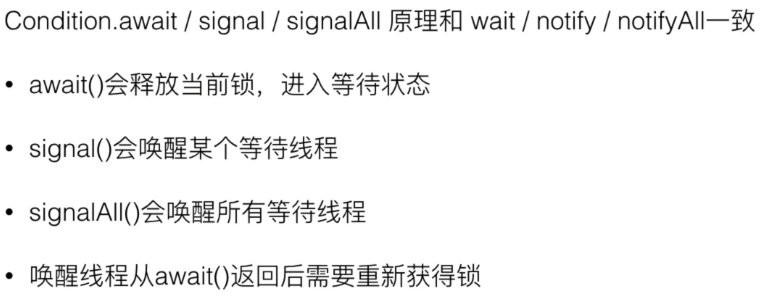 Condition.await / signal / signalAll 原理和 wait / notify / notifyAll一致
• await()会释放当前锁，进入等待状态
• signal()会唤醒某个等待线程
• signalAll()会唤醒所有等待线程
• 唤醒线程从await()返回后需要重新获得锁